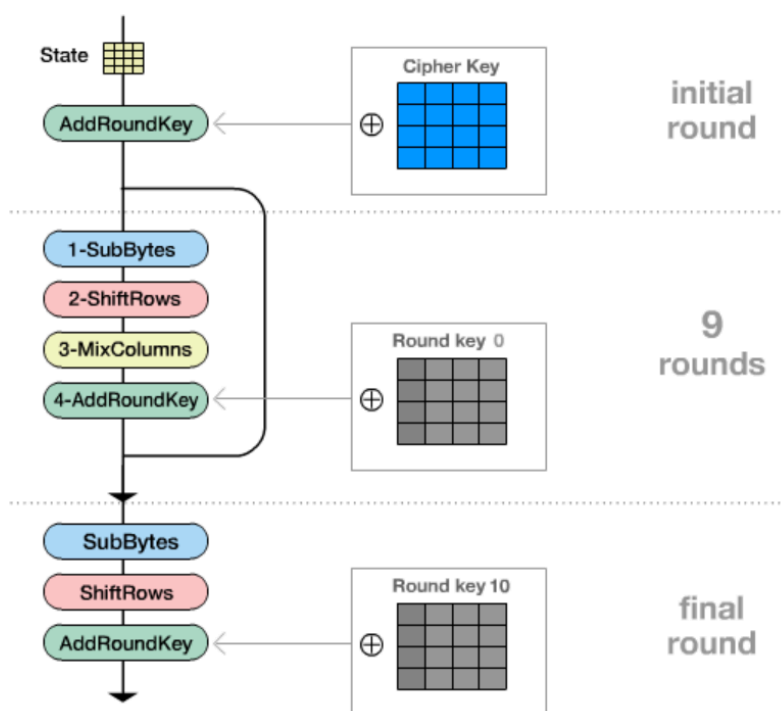 State
Cipher Key
AddRoundKey
initial
round
1-SubBytes
2-ShiftRows
3-MixColumns
4-AddRoundKey
Round key 0
9
rounds
SubBytes
ShiftRows
AddRoundKey
Round key 10
final
round